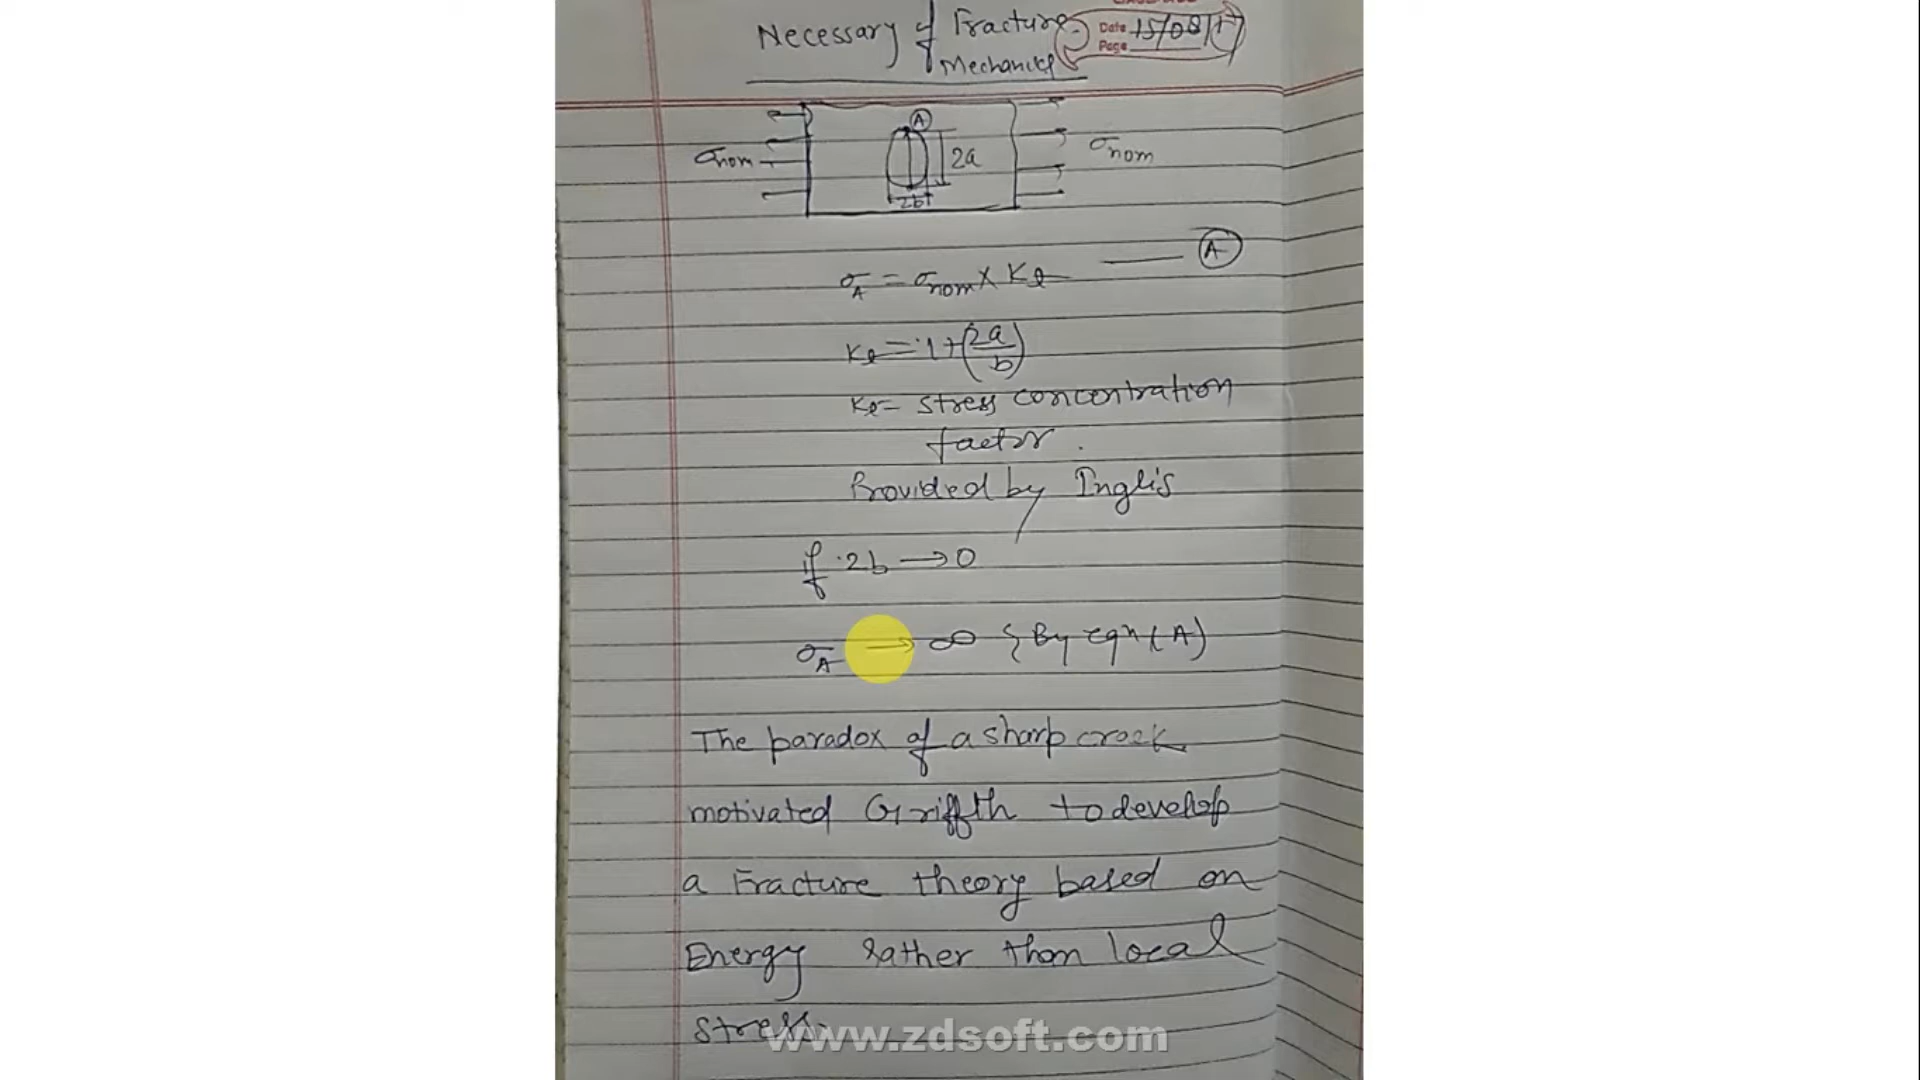 Necessary of Fracture
Mechanics
Date 15/08/17
Page
A
σnom
2a
σnom
2b
A
σA = σnom × Kt
Kt = 1 + (2a/b)
Kt = stress concentration
factor.
Provided by Inglis
if 2b → 0
σA → ∞ { By eqn (A)
The paradox of a sharp crack
motivated Griffth to develop
a Fracture theory based on
Energy rather than local
stress.
www.zdsoft.com